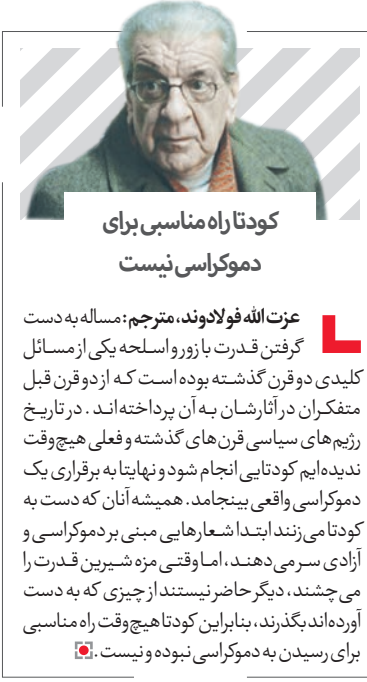 کودتا راه مناسبی برای
دموکراسی نیست
عزت الله فولادوند، مترجم: مساله به دست
گرفتن قدرت با زور و اسلحه یکی از مسائل
کلیدی دو قرن گذشته بوده است که از دو قرن قبل
متفکران در آثارشان به آن پرداخته‌اند. در تاریخ
رژیم‌های سیاسی قرن‌های گذشته و فعلی هیچ‌وقت
ندیده‌ایم کودتایی انجام شود و نهایتا به برقراری یک
دموکراسی واقعی بینجامد. همیشه آنان که دست به
کودتا می‌زنند ابتدا شعارهایی مبنی بر دموکراسی و
آزادی سر می‌دهند، اما وقتی مزه شیرین قدرت را
می‌چشند، دیگر حاضر نیستند از چیزی که به دست
آورده‌اند بگذرند، بنابراین کودتا هیچ‌وقت راه مناسبی
برای رسیدن به دموکراسی نبوده و نیست.